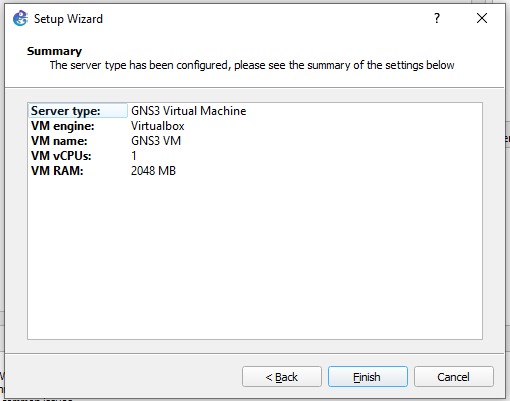 Setup Wizard
Summary
The server type has been configured, please see the summary of the settings below
Server type: GNS3 Virtual Machine
VM engine: Virtualbox
VM name: GNS3 VM
VM vCPUs: 1
VM RAM: 2048 MB
< Back Finish Cancel